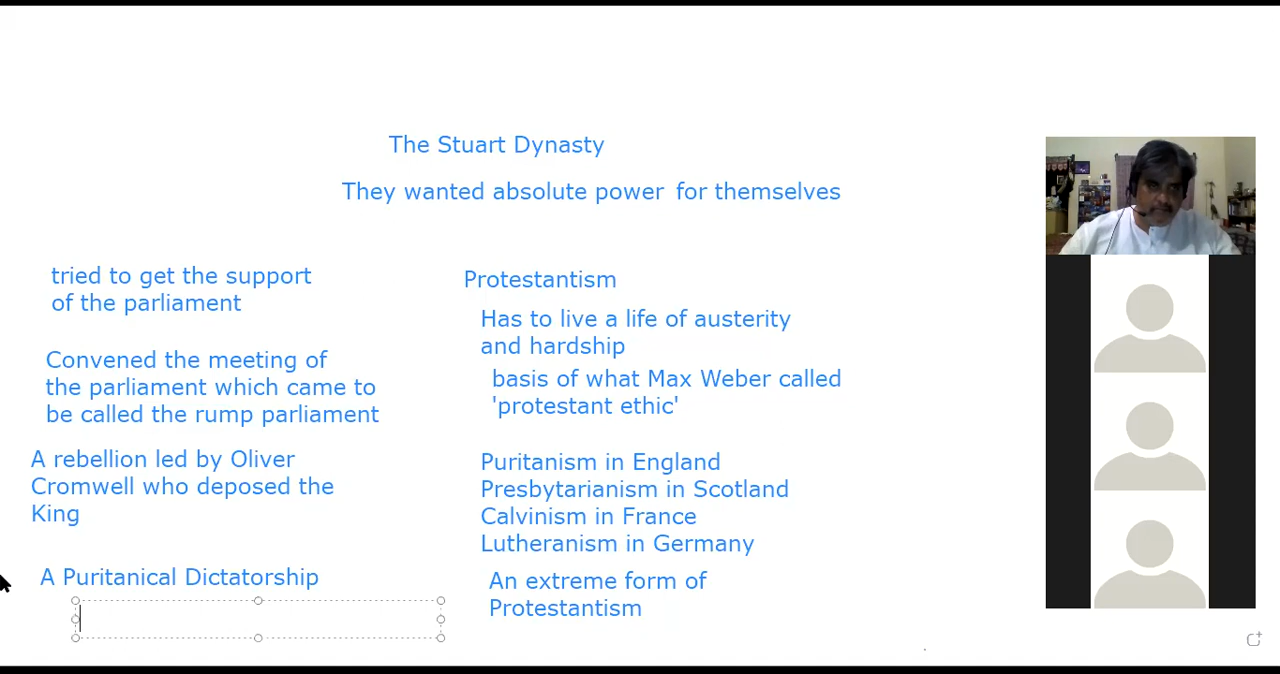 The Stuart Dynasty
They wanted absolute power for themselves
tried to get the support
of the parliament
Convened the meeting of
the parliament which came to
be called the rump parliament
A rebellion led by Oliver
Cromwell who deposed the
King
A Puritanical Dictatorship
Protestantism
Has to live a life of austerity
and hardship
basis of what Max Weber called
'protestant ethic'
Puritanism in England
Presbytarianism in Scotland
Calvinism in France
Lutheranism in Germany
An extreme form of
Protestantism